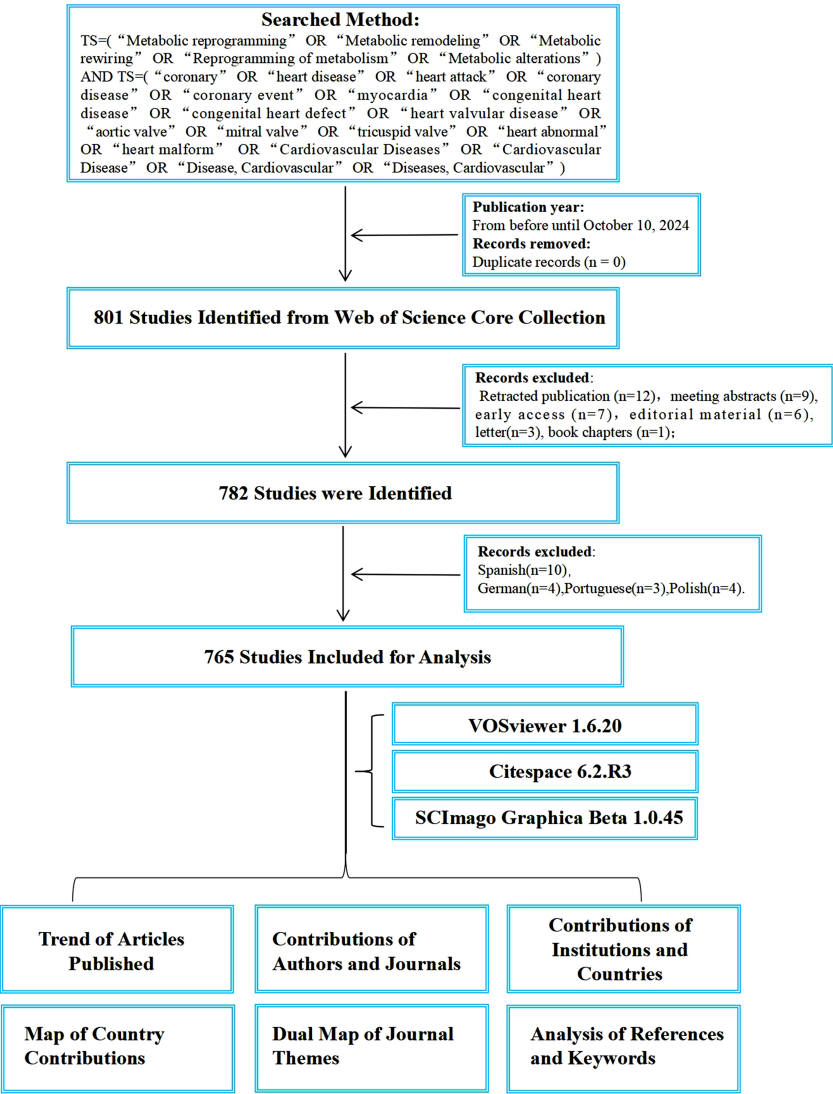 Searched Method:
TS=(“Metabolic reprogramming” OR “Metabolic remodeling” OR “Metabolic
rewiring” OR “Reprogramming of metabolism” OR “Metabolic alterations”)
AND TS=(“coronary” OR “heart disease” OR “heart attack” OR “coronary
disease” OR “coronary event” OR “myocardia” OR “congenital heart
disease” OR “congenital heart defect” OR “heart valvular disease” OR
“aortic valve” OR “mitral valve” OR “tricuspid valve” OR “heart abnormal”
OR “heart malform” OR “Cardiovascular Diseases” OR “Cardiovascular
Disease” OR “Disease, Cardiovascular” OR “Diseases, Cardiovascular”)
Publication year:
From before until October 10, 2024
Records removed:
Duplicate records (n = 0)
801 Studies Identified from Web of Science Core Collection
Records excluded:
Retracted publication (n=12)，meeting abstracts (n=9),
early access (n=7)，editorial material (n=6),
letter(n=3), book chapters (n=1)；
782 Studies were Identified
Records excluded:
Spanish(n=10),
German(n=4),Portuguese(n=3),Polish(n=4).
765 Studies Included for Analysis
VOSviewer 1.6.20
Citespace 6.2.R3
SCImago Graphica Beta 1.0.45
Trend of Articles
Published
Contributions of
Authors and Journals
Contributions of
Institutions and
Countries
Map of Country
Contributions
Dual Map of Journal
Themes
Analysis of References
and Keywords